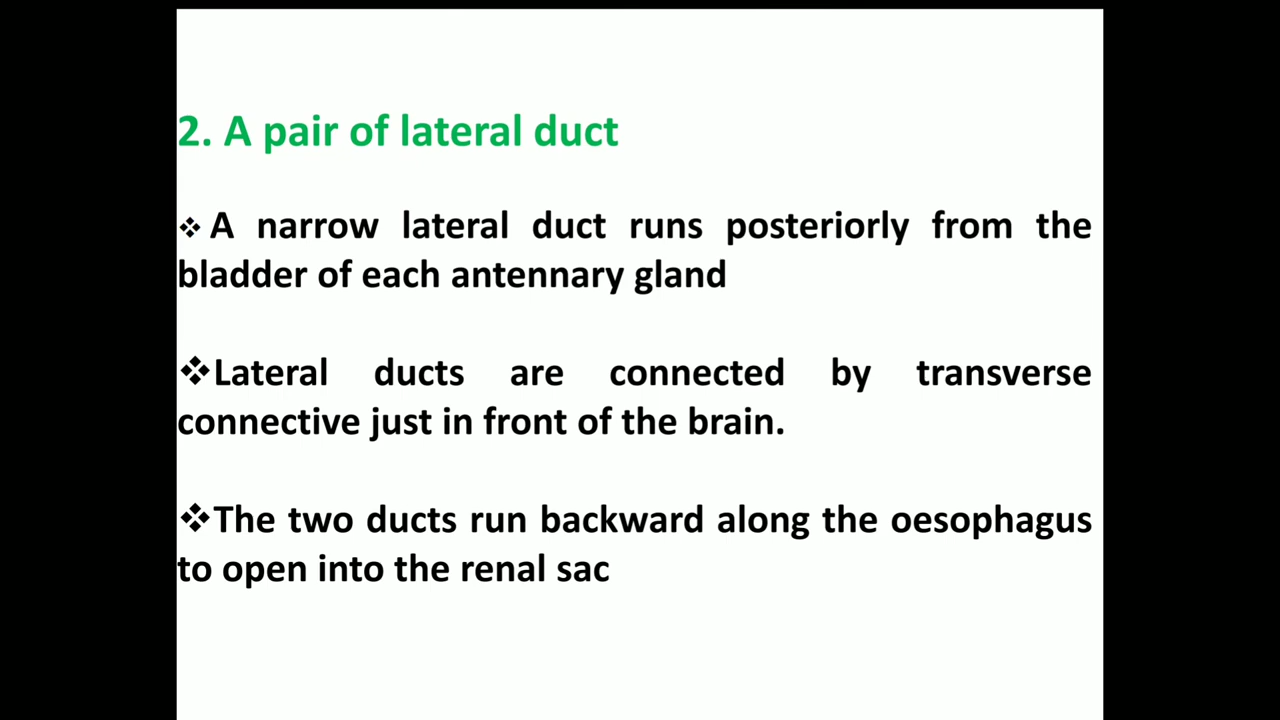 2. A pair of lateral duct
❖ A narrow lateral duct runs posteriorly from the
bladder of each antennary gland
❖Lateral ducts are connected by transverse
connective just in front of the brain.
❖The two ducts run backward along the oesophagus
to open into the renal sac